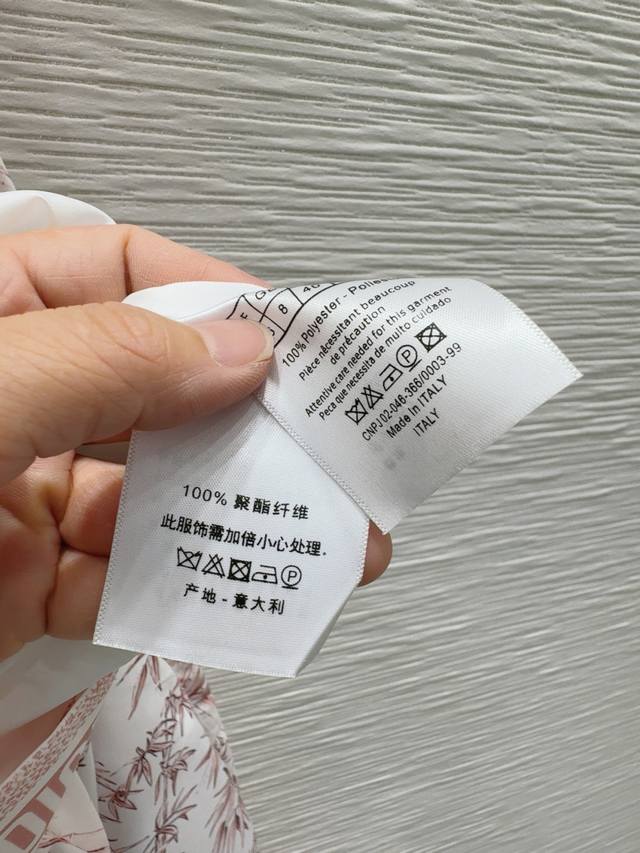 8
100% Polyester - 
Pièce nécessitant beaucoup
de précaution
Attentive care needed for this garment
Peca que necessita de muito cuidado
CNPJ 02-046-366/0003-99
Made in ITALY
ITALY
100% 聚酯纤维
此服饰需加倍小心处理.
产地 - 意大利